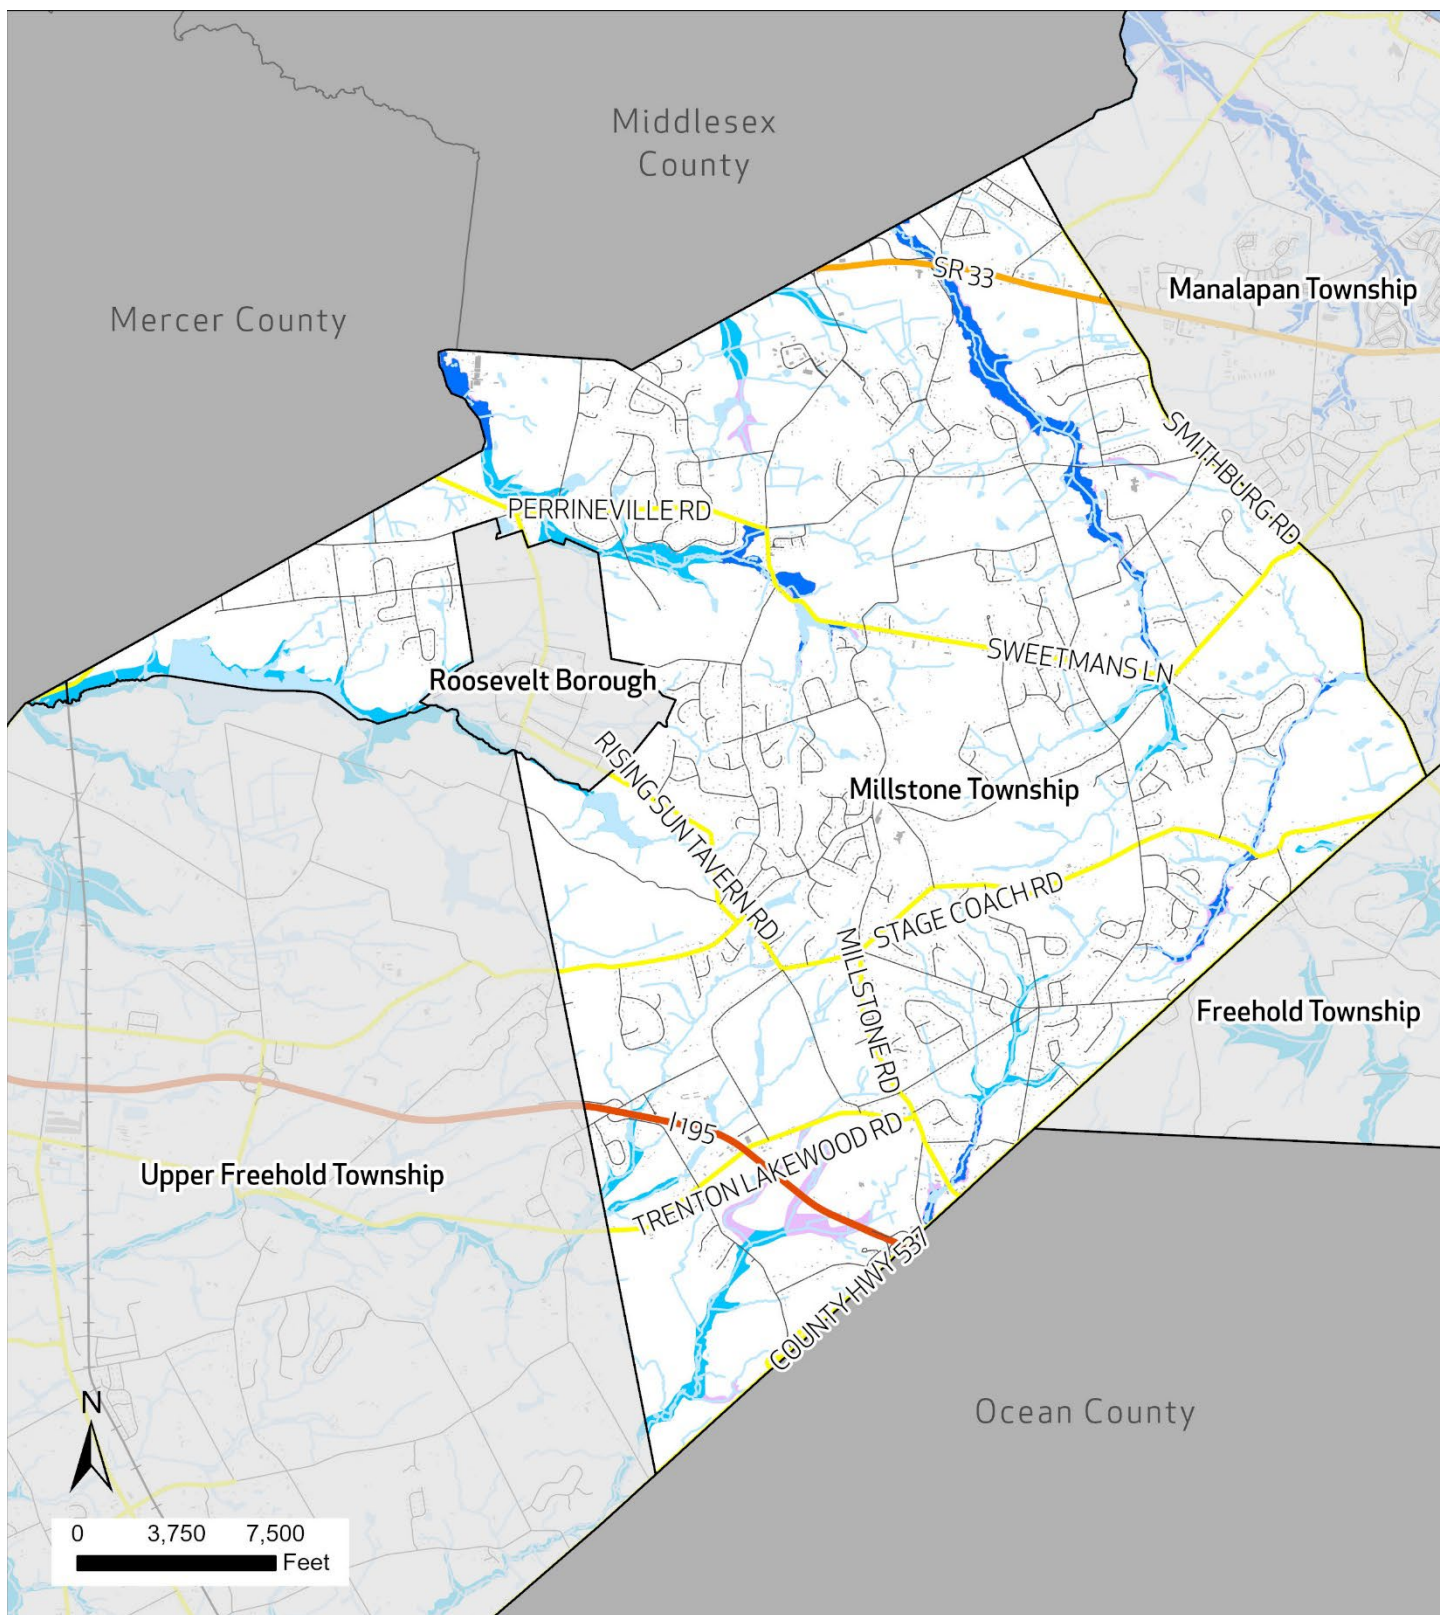 Middlesex
County
SR 33
Manalapan Township
Mercer County
SMITHBURG RD
PERRINEVILLE RD
SWEETMANS LN
Roosevelt Borough
RISING SUN TAVERN RD
Millstone Township
STAGE COACH RD
MILLSTONE RD
Freehold Township
I 195
TRENTON LAKEWOOD RD
Upper Freehold Township
COUNTY HWY 537
Ocean County
N
0 3,750 7,500
Feet